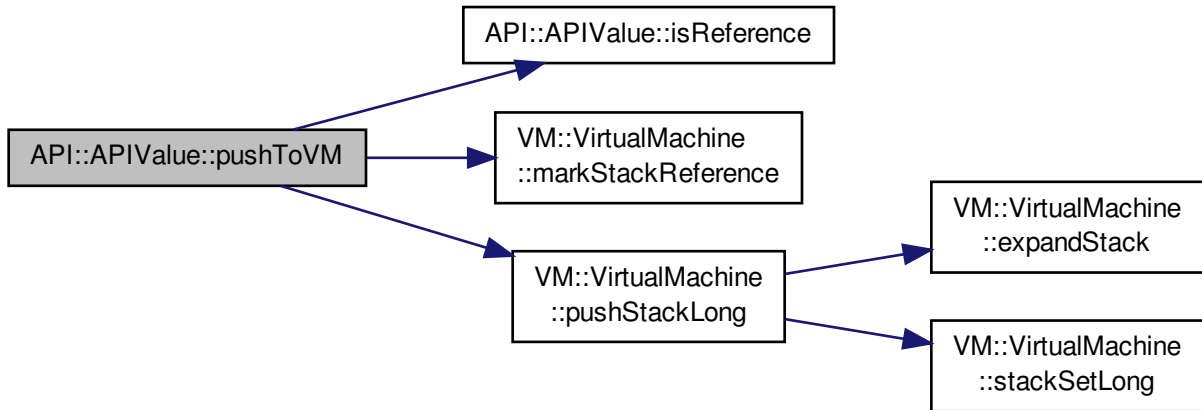 API::APIValue::isReference
API::APIValue::pushToVM
VM::VirtualMachine
::markStackReference
VM::VirtualMachine
::pushStackLong
VM::VirtualMachine
::expandStack
VM::VirtualMachine
::stackSetLong